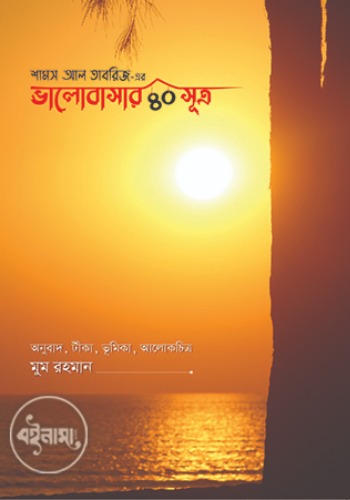 শামস আল তাবরিজ-এর
ভালোবাসার ৪০ সূত্র
অনুবাদ, টীকা, ভূমিকা, আলোকচিত্র
মুম রহমান
বইনামা